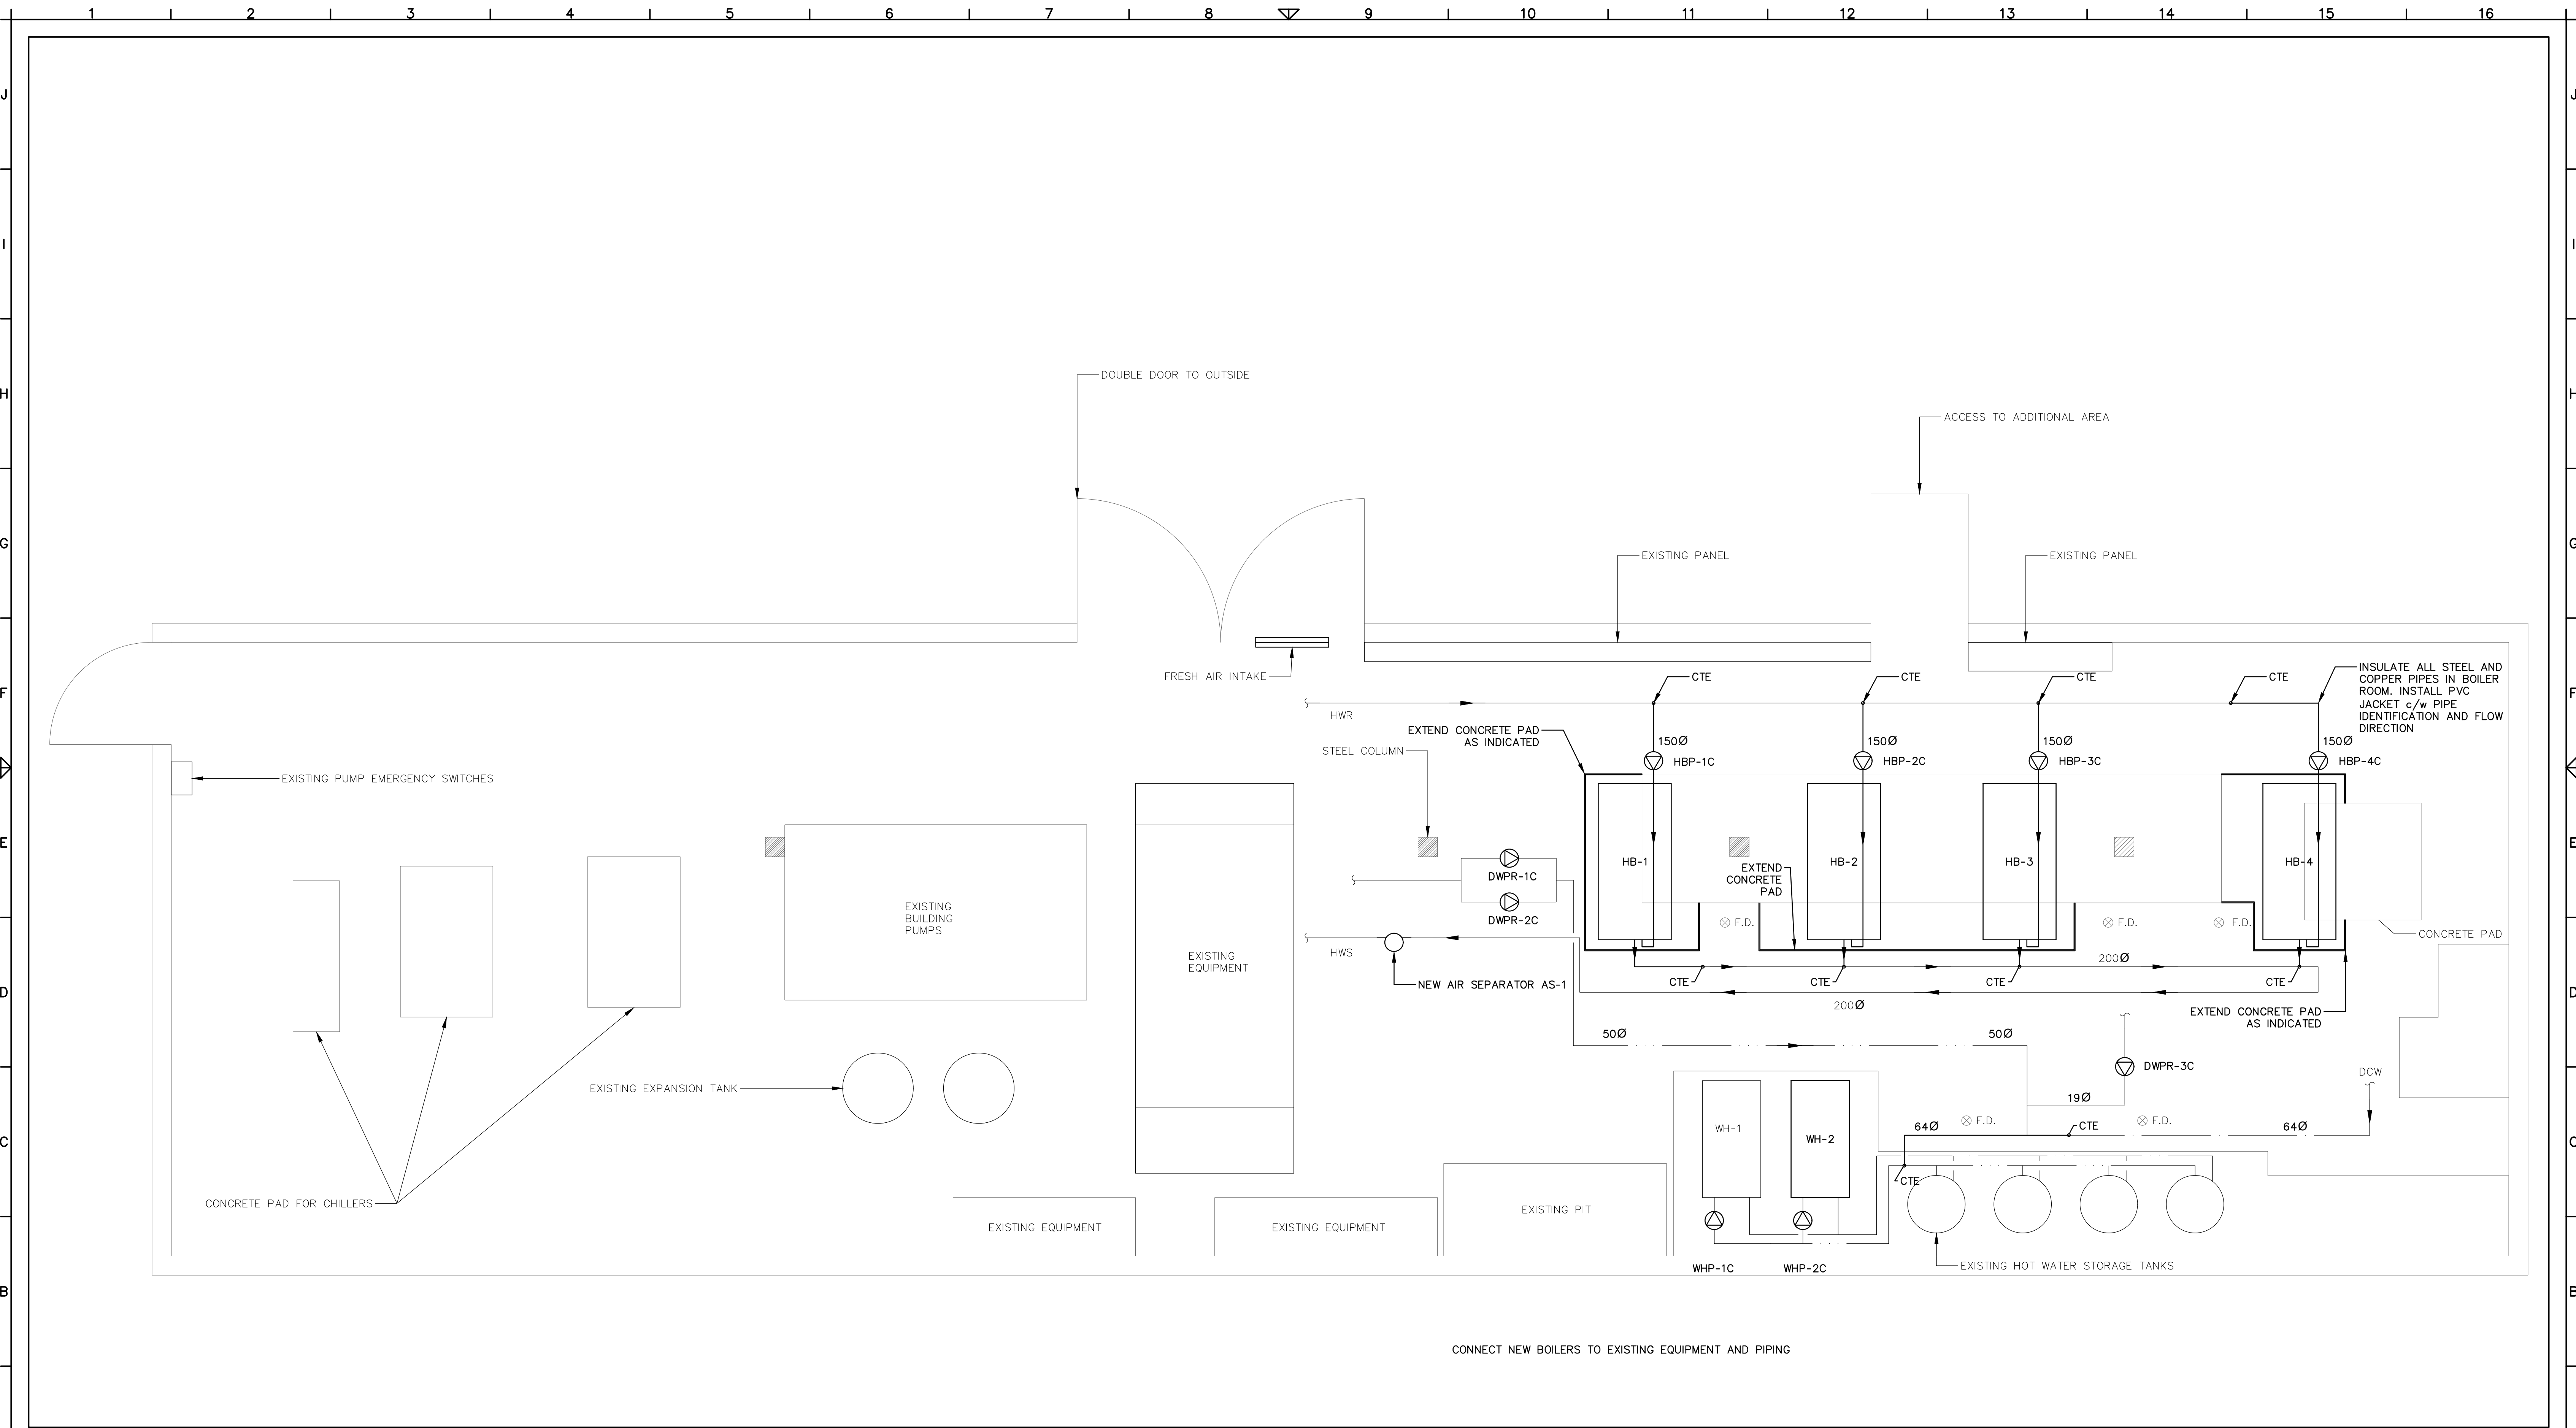 1 2 3 4 5 6 7 8 9 10 11 12 13 14 15 16
J J
I I
H H
G G
F F
E E
D D
C C
B B
DOUBLE DOOR TO OUTSIDE
ACCESS TO ADDITIONAL AREA
EXISTING PANEL
EXISTING PANEL
FRESH AIR INTAKE
CTE
CTE
CTE
CTE
INSULATE ALL STEEL AND
COPPER PIPES IN BOILER
ROOM. INSTALL PVC
JACKET c/w PIPE
IDENTIFICATION AND FLOW
DIRECTION
HWR
EXTEND CONCRETE PAD
AS INDICATED
STEEL COLUMN
150Ø
150Ø
150Ø
150Ø
HBP-1C
HBP-2C
HBP-3C
HBP-4C
EXISTING PUMP EMERGENCY SWITCHES
HB-1
HB-2
HB-3
HB-4
EXTEND
CONCRETE
PAD
DWPR-1C
DWPR-2C
EXISTING
BUILDING
PUMPS
F.D.
F.D.
F.D.
CONCRETE PAD
EXISTING
EQUIPMENT
HWS
NEW AIR SEPARATOR AS-1
200Ø
CTE
CTE
CTE
CTE
200Ø
EXTEND CONCRETE PAD
AS INDICATED
50Ø
50Ø
DWPR-3C
DCW
EXISTING EXPANSION TANK
19Ø
F.D.
F.D.
64Ø
CTE
64Ø
WH-1
WH-2
CTE
CONCRETE PAD FOR CHILLERS
EXISTING EQUIPMENT
EXISTING EQUIPMENT
EXISTING PIT
WHP-1C
WHP-2C
EXISTING HOT WATER STORAGE TANKS
CONNECT NEW BOILERS TO EXISTING EQUIPMENT AND PIPING